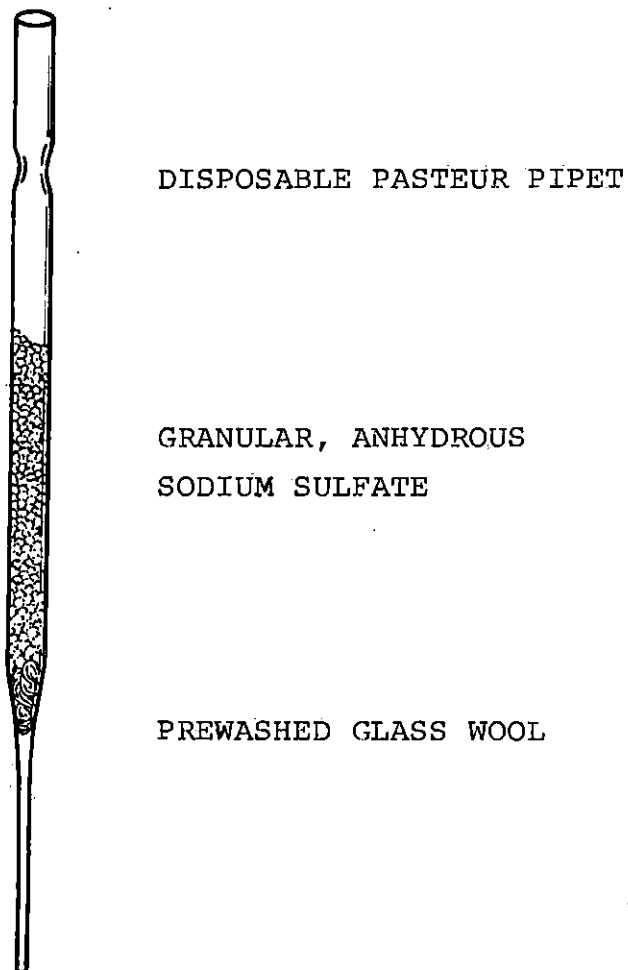 DISPOSABLE PASTEUR PIPET
GRANULAR, ANHYDROUS
SODIUM SULFATE
PREWASHED GLASS WOOL